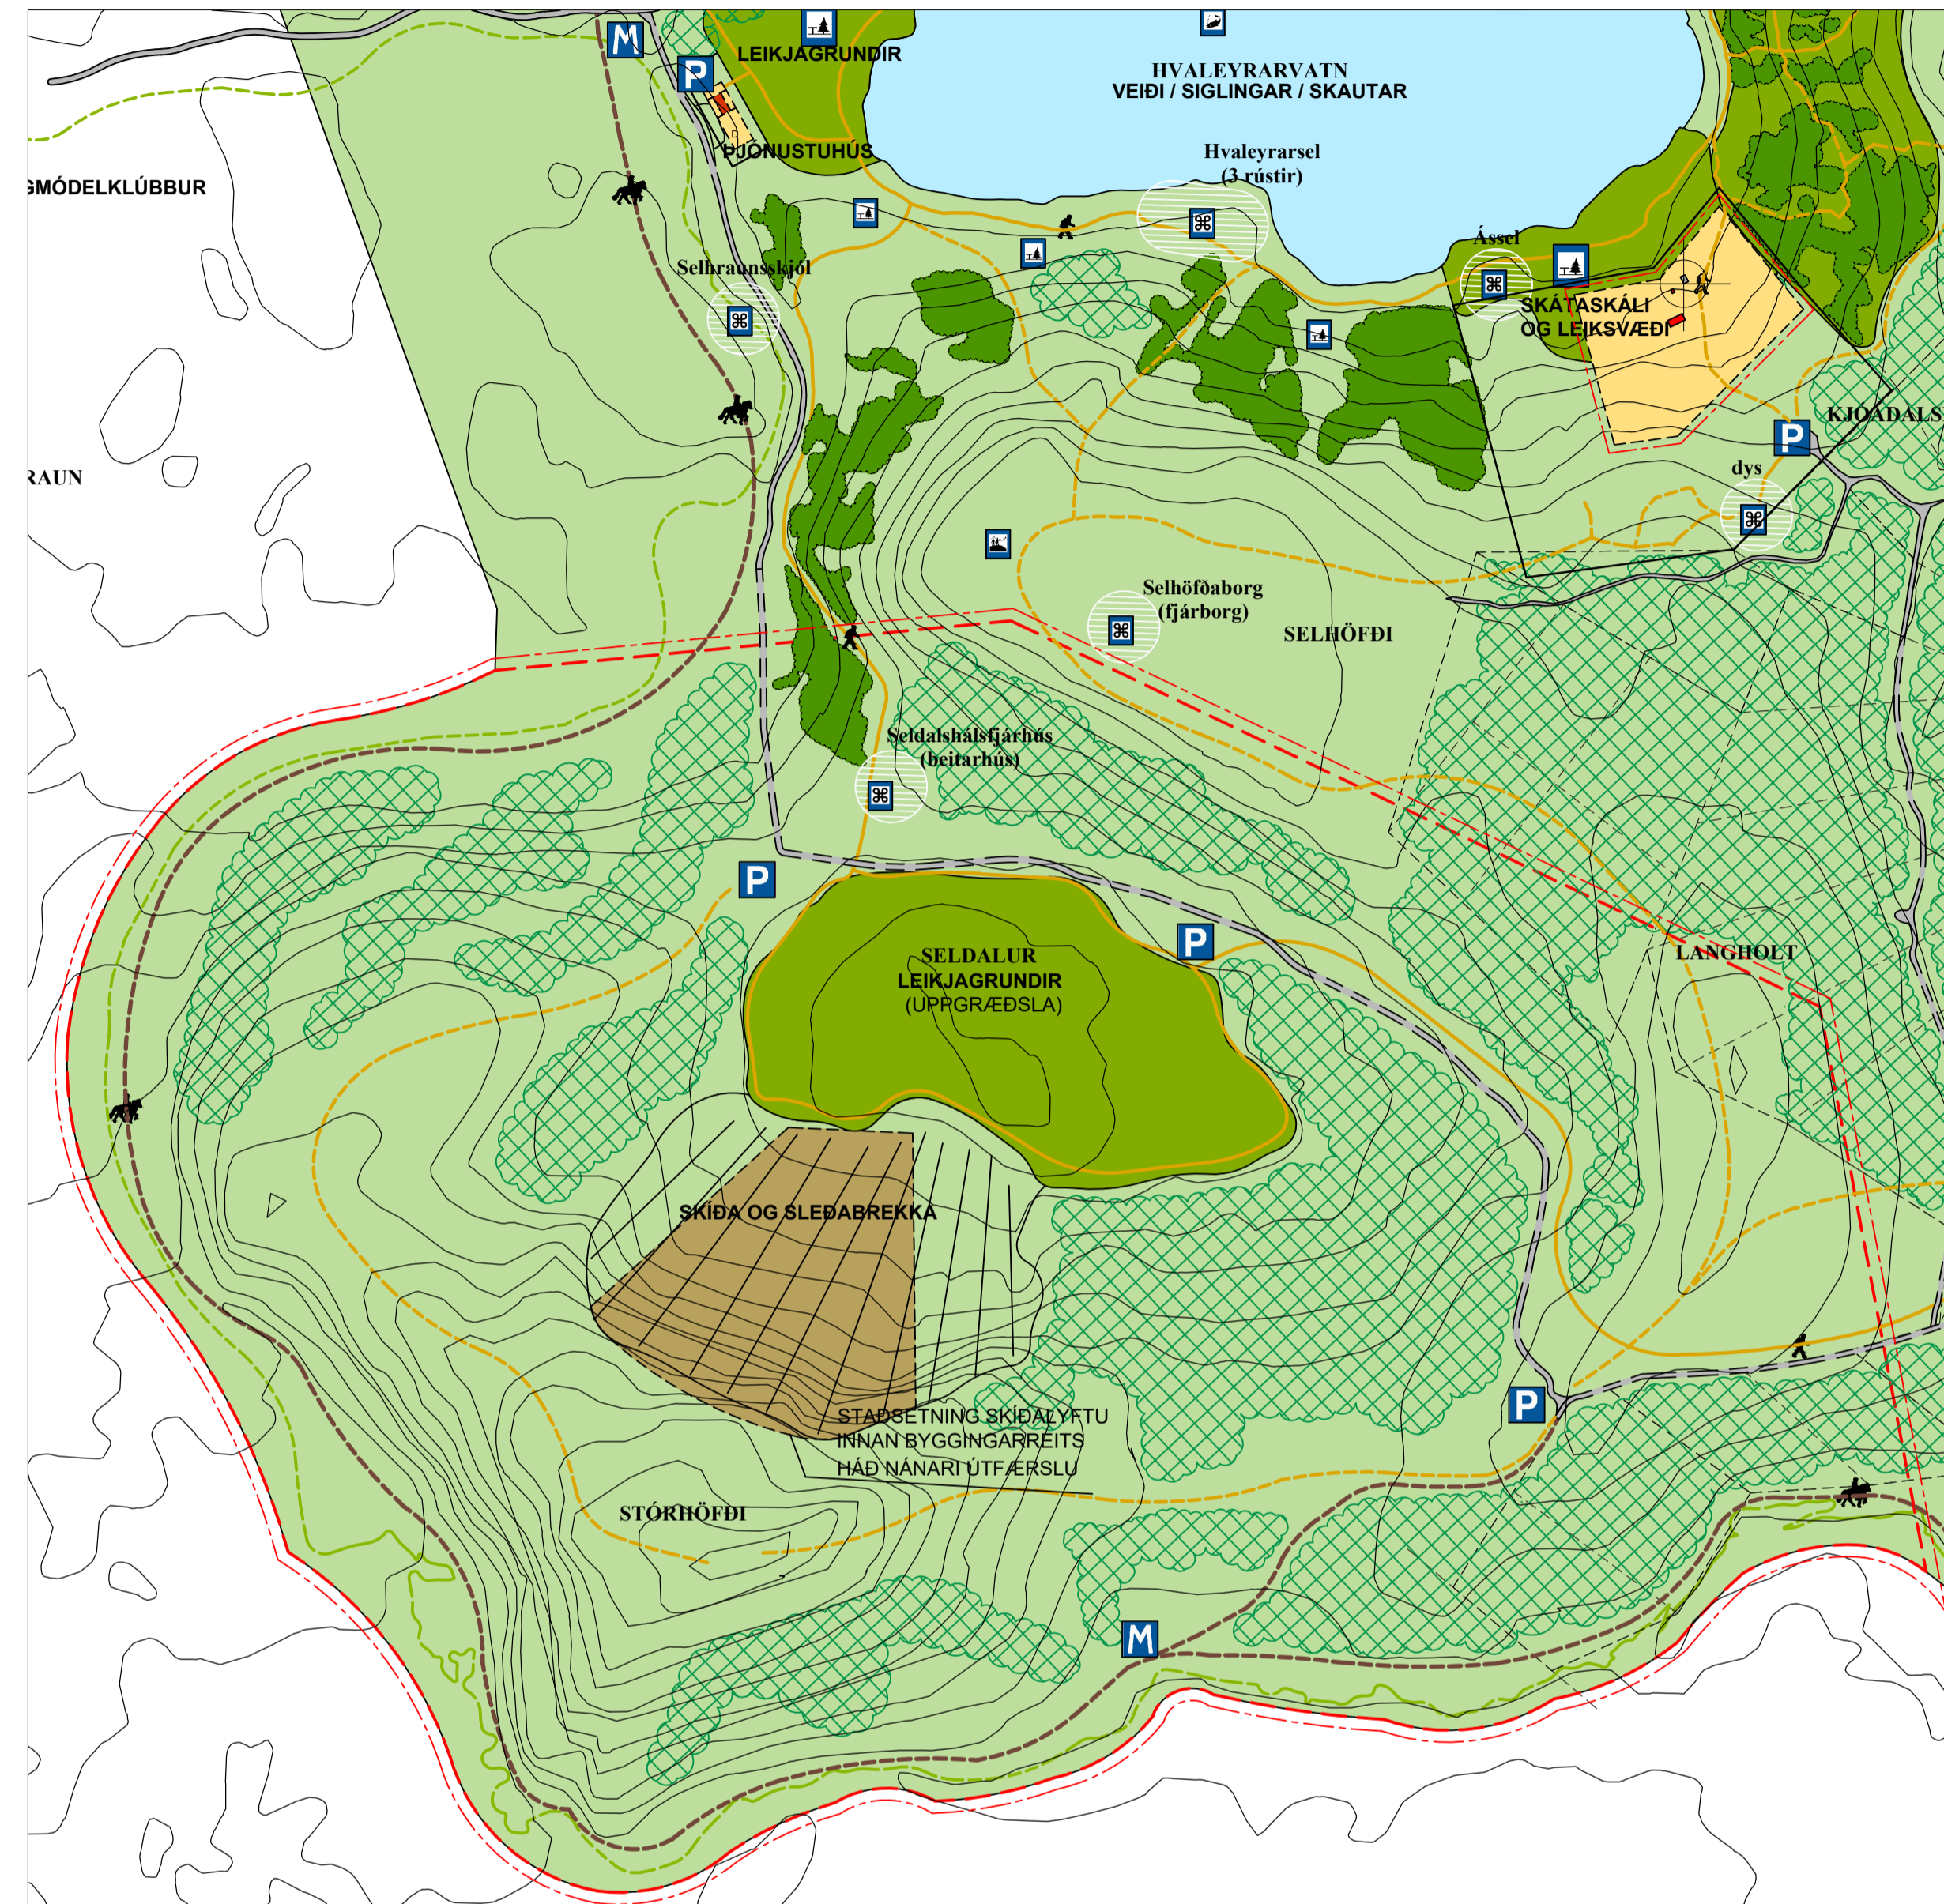 M
P
LEIKJAGRUNDIR
HVALEYRARVATN
VEIÐI / SIGLINGAR / SKAUTAR
ÞJÓNUSTUHÚS
GMÓDELKLÚBBUR
Hvaleyrarsel
(3 rústir)
Selhraunsskjól
Ássel
SKÁTASKÁLI
OG LEIKSVÆÐI
KJÓADALS
P
RAUN
dys
Selhöfðaborg
(fjárborg)
SELHÖFÐI
Seldalshálsfjárhús
(beitarhús)
P
P
SELDALUR
LEIKJAGRUNDIR
(UPPGRÆÐSLA)
LANGHOLT
SKÍÐA OG SLEÐABREKKA
P
STAÐSETNING SKÍÐALYFTU
INNAN BYGGINGARREITS
HÁÐ NÁNARI ÚTFÆRSLU
STÓRHÖFÐI
M